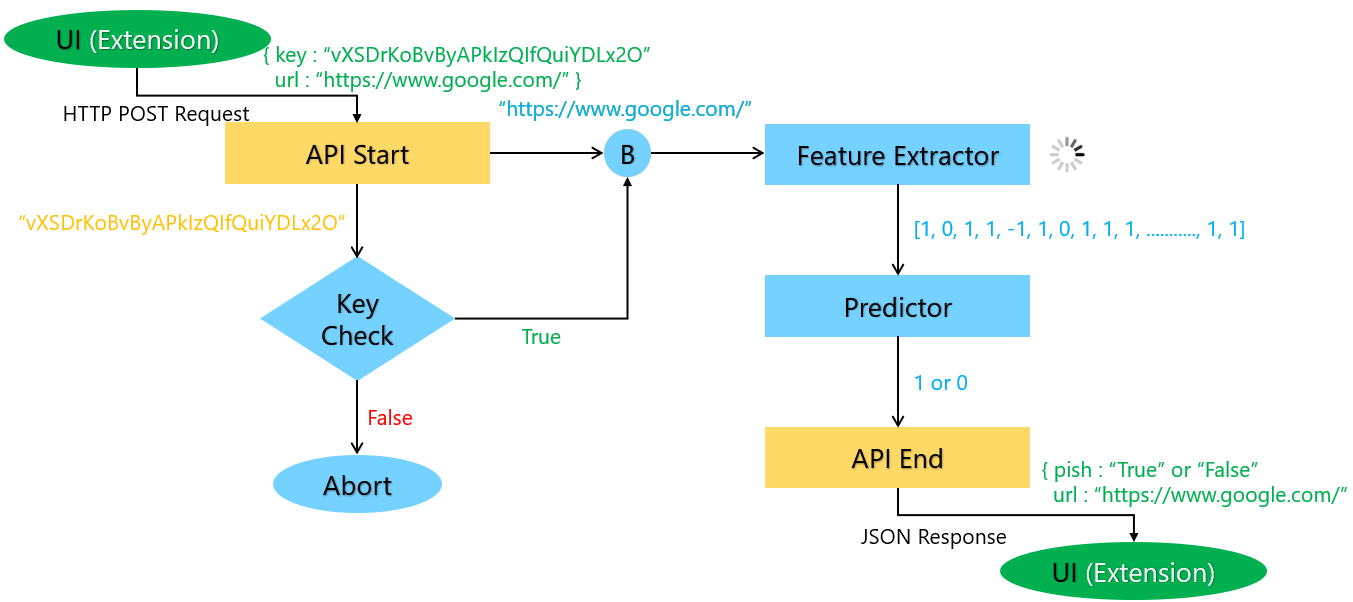 UI (Extension)
{ key : “vXSDrKoBvByAPkIzQIfQuiYDLx2O”
url : “https://www.google.com/” }
HTTP POST Request
“https://www.google.com/“
API Start
B
Feature Extractor
“vXSDrKoBvByAPkIzQIfQuiYDLx2O”
[1, 0, 1, 1, -1, 1, 0, 1, 1, 1, ..........., 1, 1]
Key
Check
True
Predictor
1 or 0
False
Abort
API End
{ pish : “True” or “False”
url : “https://www.google.com/“
JSON Response
UI (Extension)